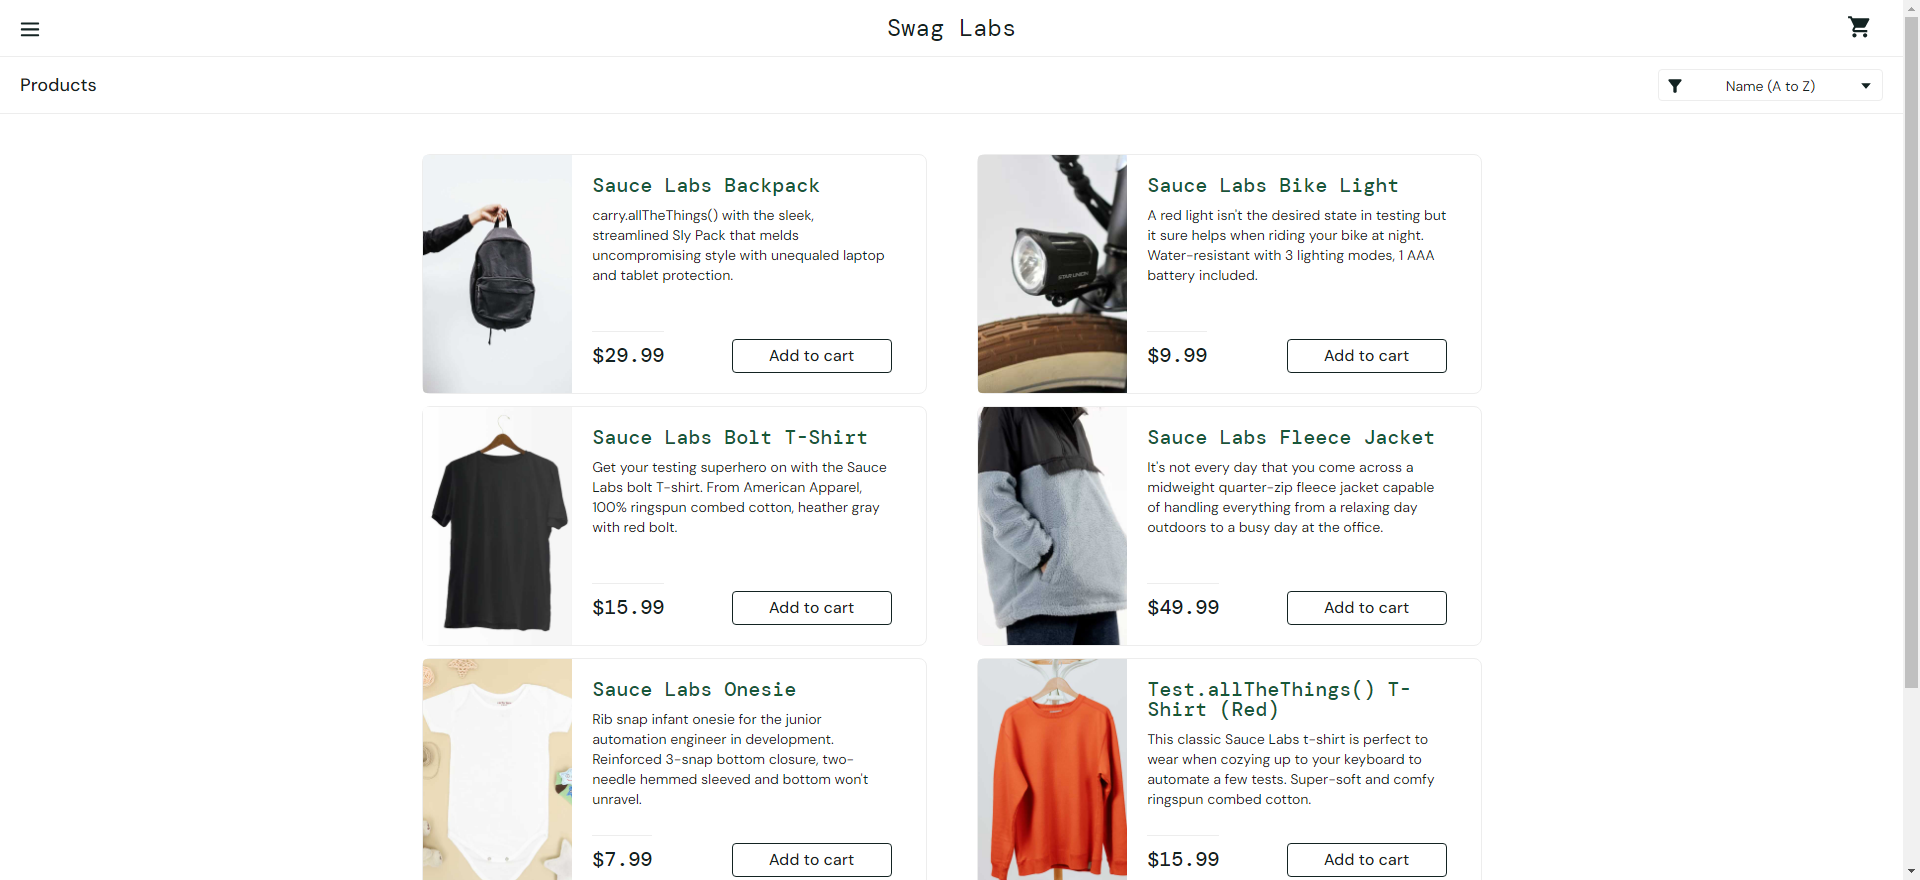 Swag Labs
Products
Name (A to Z)
Sauce Labs Backpack
carry.allTheThings() with the sleek,
streamlined Sly Pack that melds
uncompromising style with unequaled laptop
and tablet protection.
$29.99
Add to cart
Sauce Labs Bike Light
A red light isn't the desired state in testing but
it sure helps when riding your bike at night.
Water-resistant with 3 lighting modes, 1 AAA
battery included.
STAR UNION
$9.99
Add to cart
Sauce Labs Bolt T-Shirt
Get your testing superhero on with the Sauce
Labs bolt T-shirt. From American Apparel,
100% ringspun combed cotton, heather gray
with red bolt.
$15.99
Add to cart
Sauce Labs Fleece Jacket
It's not every day that you come across a
midweight quarter-zip fleece jacket capable
of handling everything from a relaxing day
outdoors to a busy day at the office.
$49.99
Add to cart
Sauce Labs Onesie
Rib snap infant onesie for the junior
automation engineer in development.
Reinforced 3-snap bottom closure, two-
needle hemmed sleeved and bottom won't
unravel.
$7.99
Add to cart
Test.allTheThings() T-
Shirt (Red)
This classic Sauce Labs t-shirt is perfect to
wear when cozying up to your keyboard to
automate a few tests. Super-soft and comfy
ringspun combed cotton.
$15.99
Add to cart